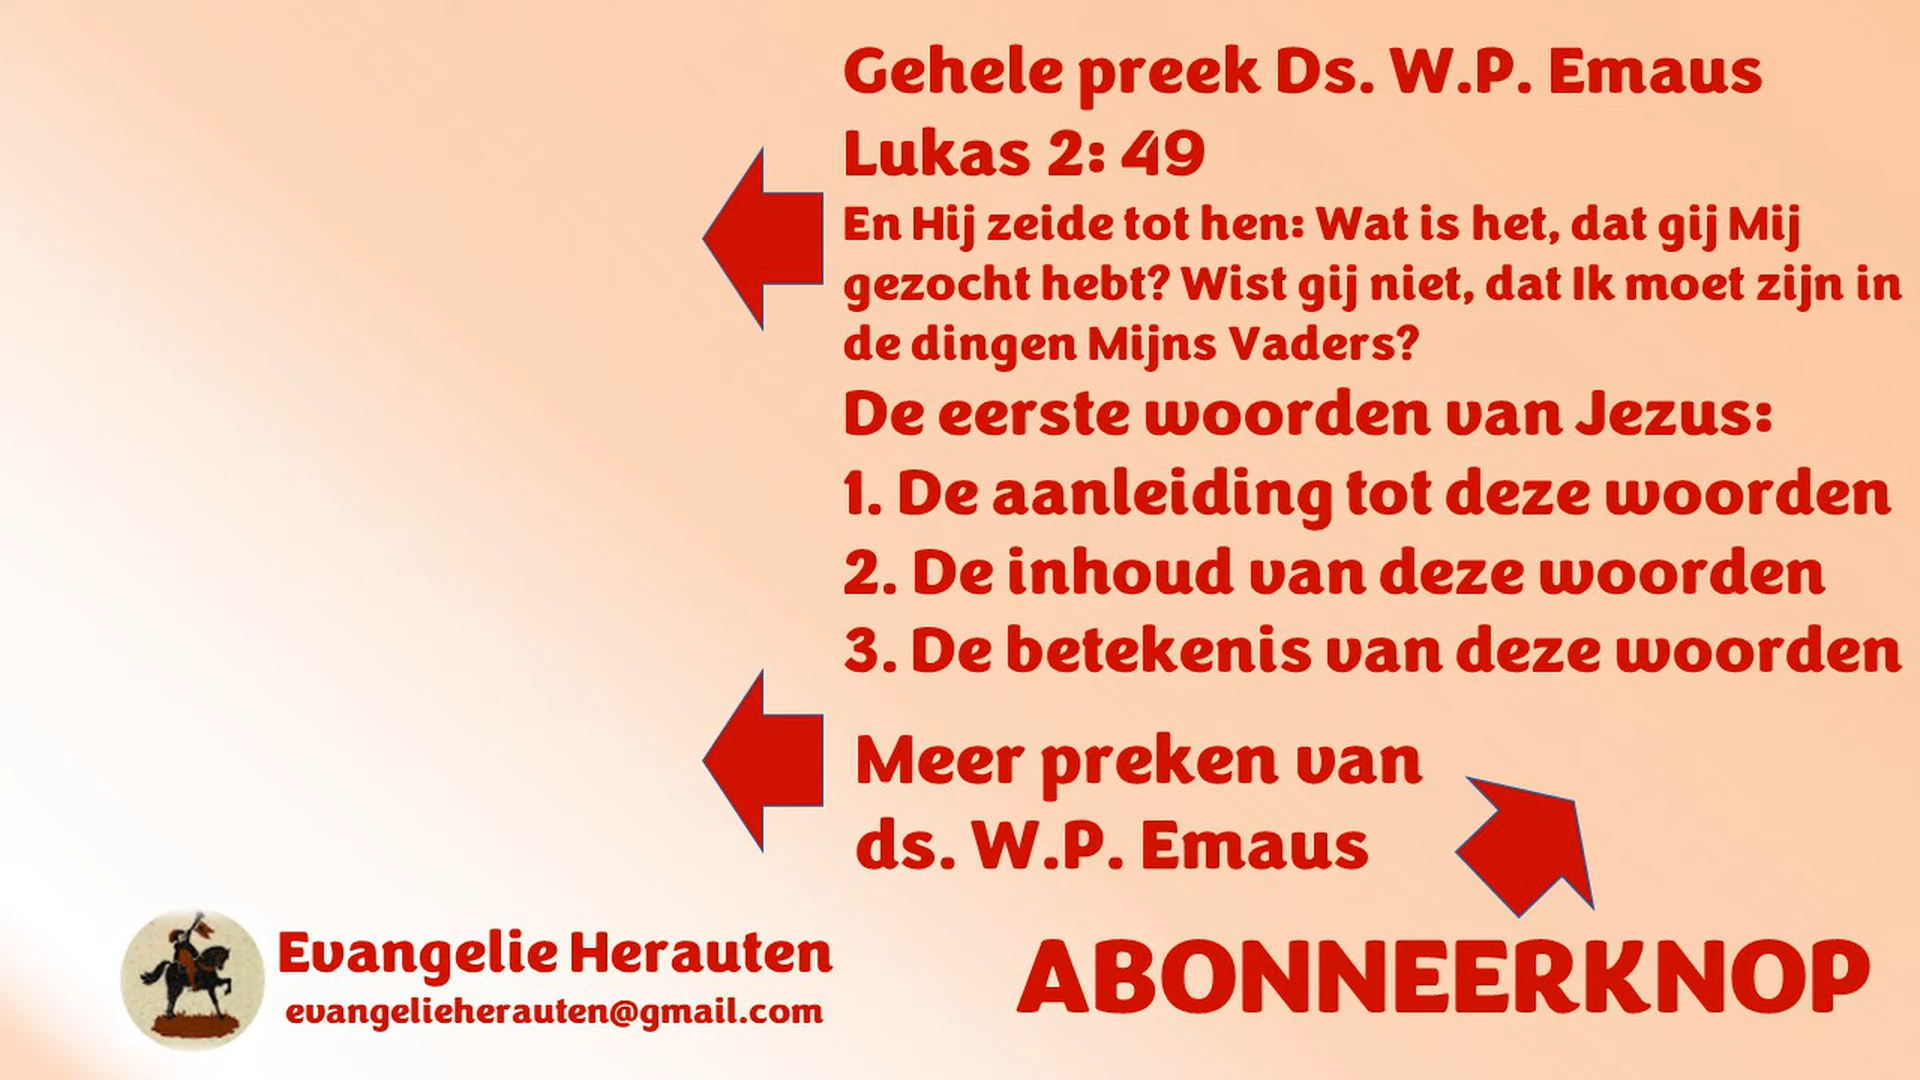 Gehele preek Ds. W.P. Emaus
Lukas 2: 49
En Hij zeide tot hen: Wat is het, dat gij Mij
gezocht hebt? Wist gij niet, dat Ik moet zijn in
de dingen Mijns Vaders?
De eerste woorden van Jezus:
1. De aanleiding tot deze woorden
2. De inhoud van deze woorden
3. De betekenis van deze woorden
Meer preken van
ds. W.P. Emaus
Evangelie Herauten
evangelieherauten@gmail.com
ABONNEERKNOP